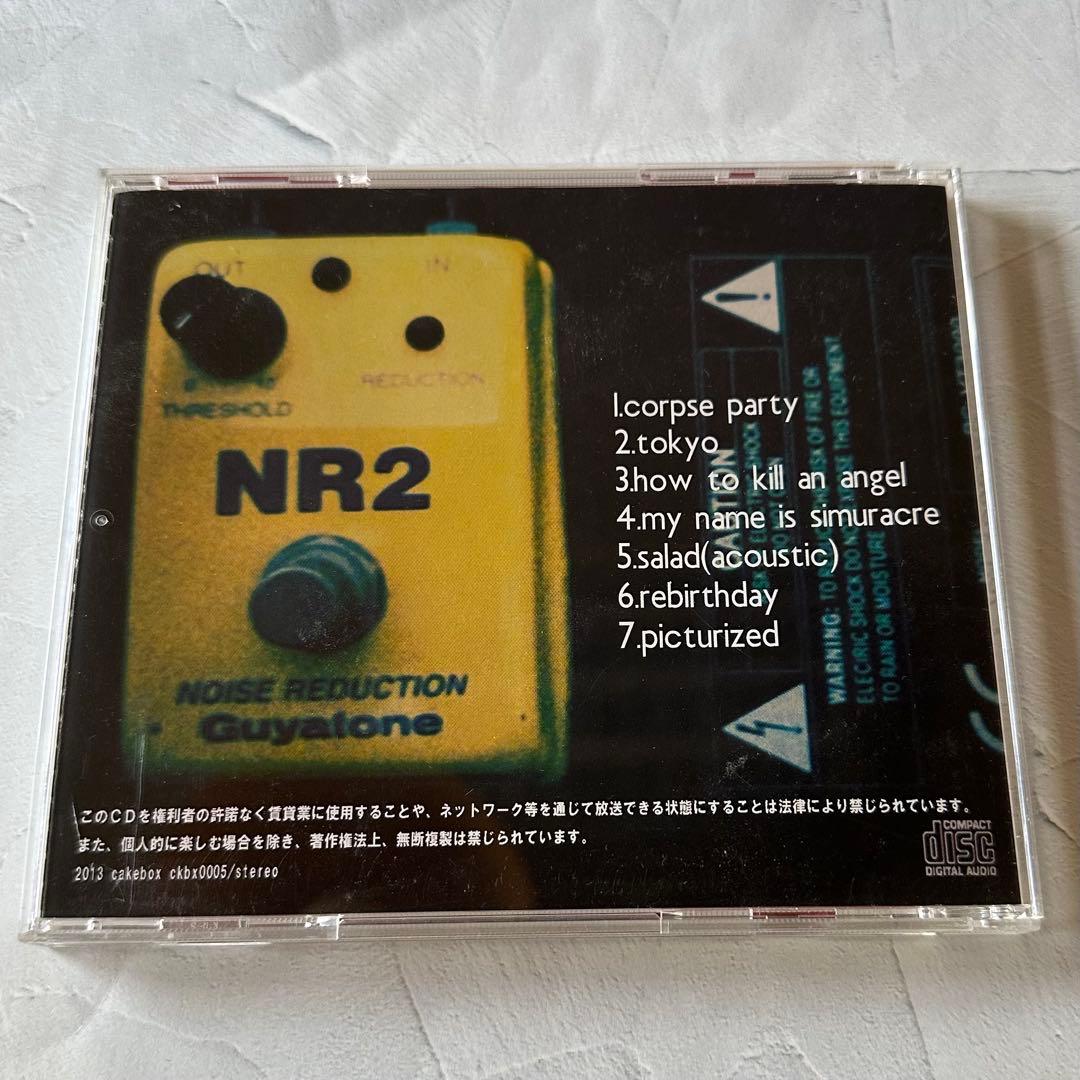 OUT
IN
REDUCTION
THRESHOLD
NR2
NOISE REDUCTION
Guyatone
1.corpse party
2.tokyo
3.how to kill an angel
4.my name is simuracre
5.salad(acoustic)
6.rebirthday
7.picturized
CAUTION
WARNING: TO REDUCE THE RISK OF FIRE OR
ELECTRIC SHOCK DO NOT EXPOSE THIS EQUIPMENT
TO RAIN OR MOISTURE
このCDを権利者の許諾なく賃貸業に使用することや、ネットワーク等を通じて放送できる状態にすることは法律により禁じられています。
また、個人的に楽しむ場合を除き、著作権法上、無断複製は禁じられています。
2013 cakebox ckbx0005/stereo
COMPACT
disc
DIGITAL AUDIO